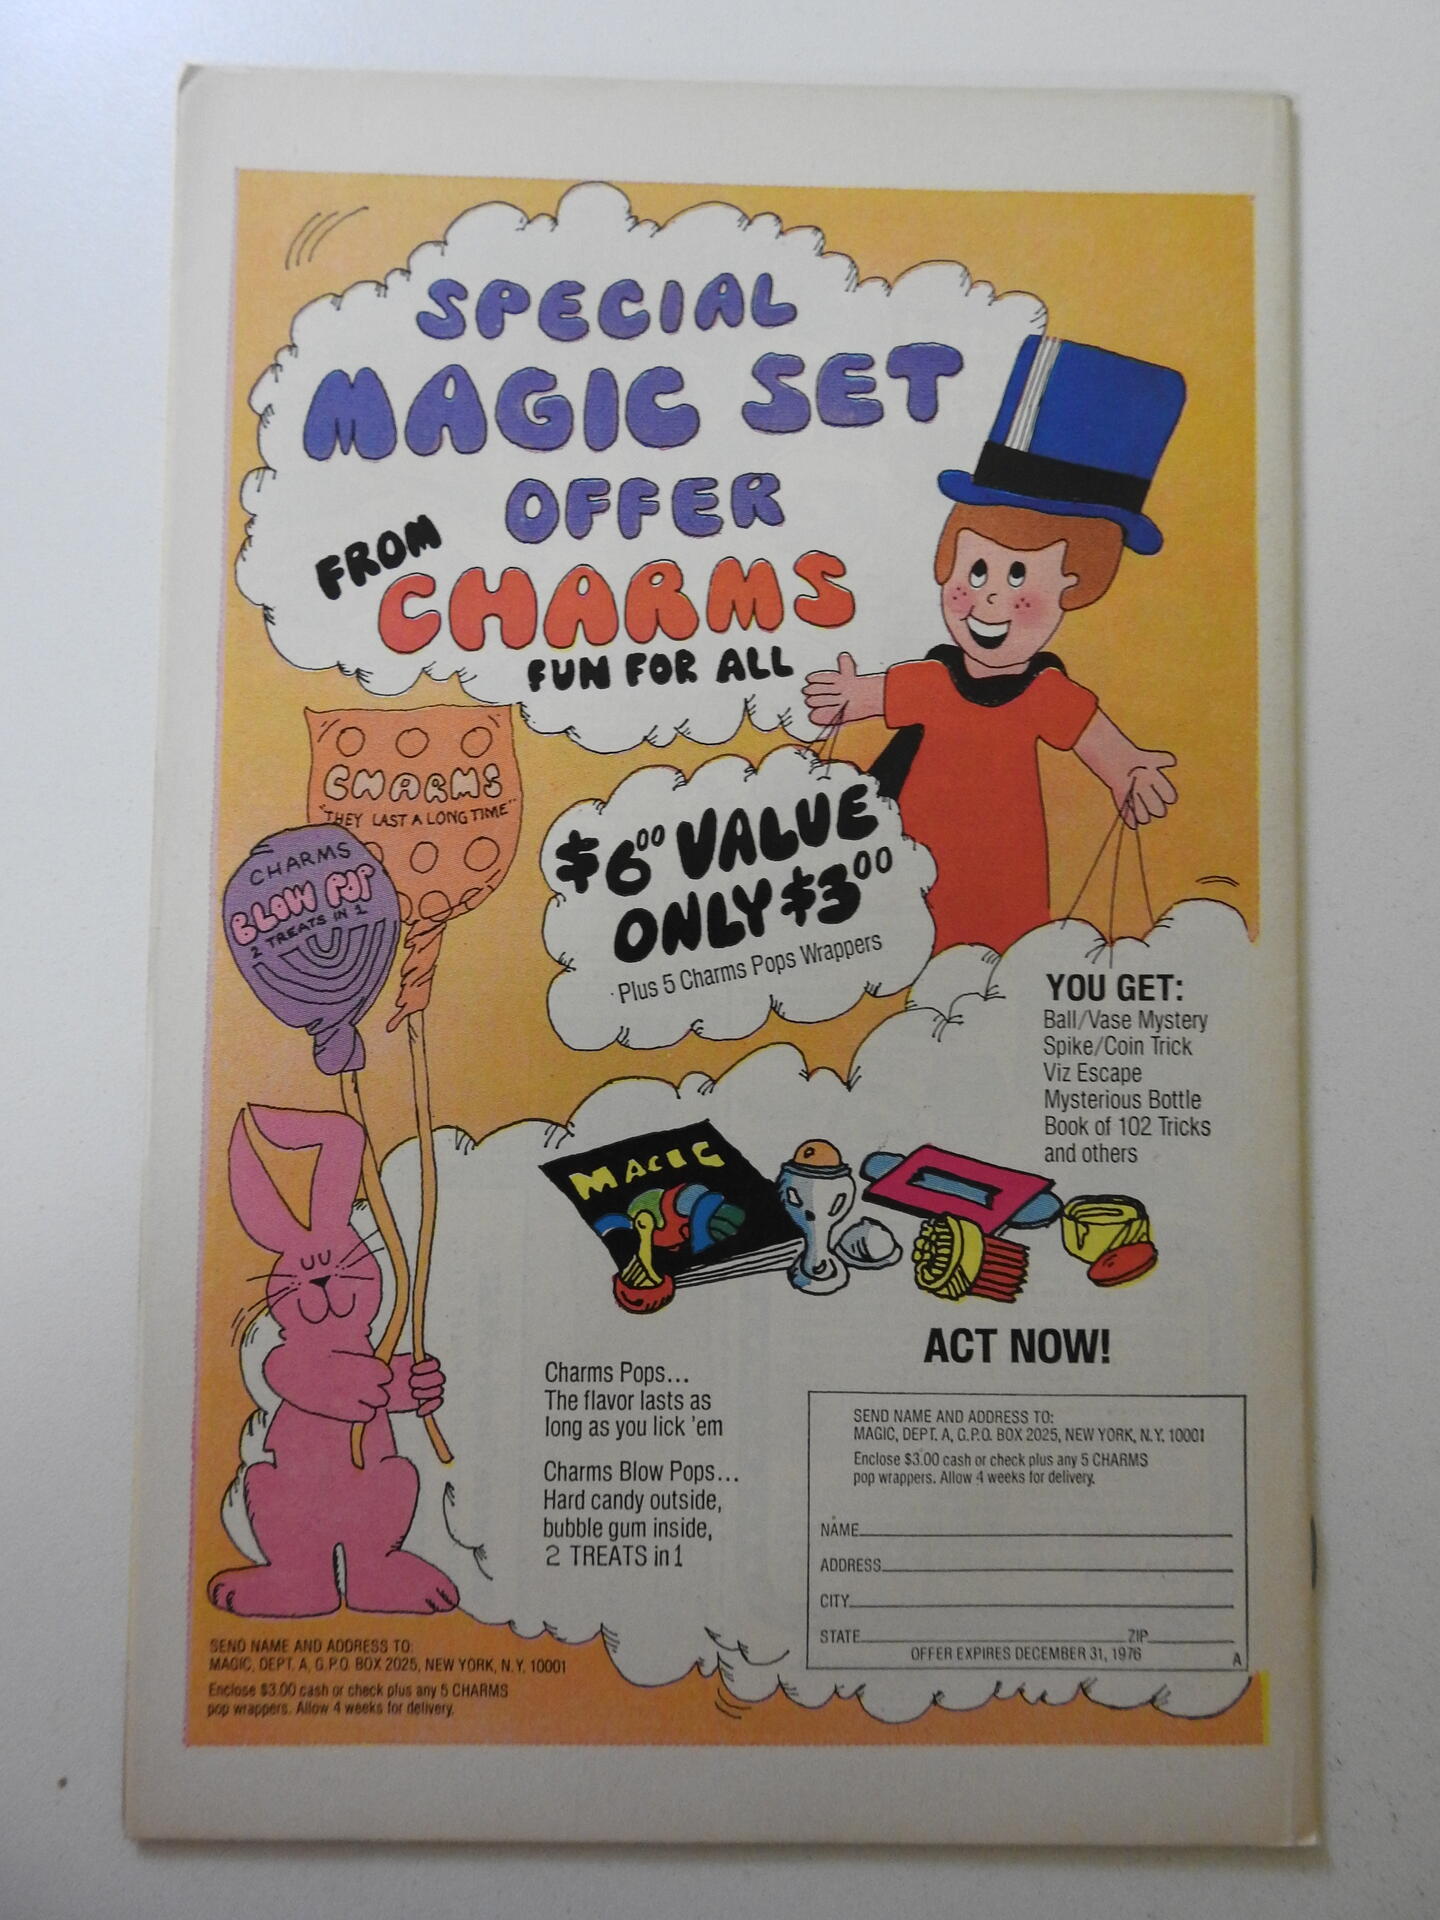 SPECIAL
MAGIC SET
OFFER
FROM
CHARMS
FUN FOR ALL
CHARMS
"THEY LAST A LONG TIME"
CHARMS
BLOW POP
2 TREATS IN 1
$6.00 VALUE
ONLY $3.00
Plus 5 Charms Pops Wrappers
YOU GET:
Ball/Vase Mystery
Spike/Coin Trick
Viz Escape
Mysterious Bottle
Book of 102 Tricks
and others
MAGIC
ACT NOW!
Charms Pops...
The flavor lasts as
long as you lick 'em
Charms Blow Pops...
Hard candy outside,
bubble gum inside,
2 TREATS in 1
SEND NAME AND ADDRESS TO:
MAGIC, DEPT. A, G.P.O. BOX 2025, NEW YORK, N.Y. 10001
Enclose $3.00 cash or check plus any 5 CHARMS
pop wrappers. Allow 4 weeks for delivery.
NAME
ADDRESS
CITY
STATE ZIP
OFFER EXPIRES DECEMBER 31, 1976
A
SEND NAME AND ADDRESS TO:
MAGIC, DEPT. A, G.P.O. BOX 2025, NEW YORK, N.Y. 10001
Enclose $3.00 cash or check plus any 5 CHARMS
pop wrappers. Allow 4 weeks for delivery.